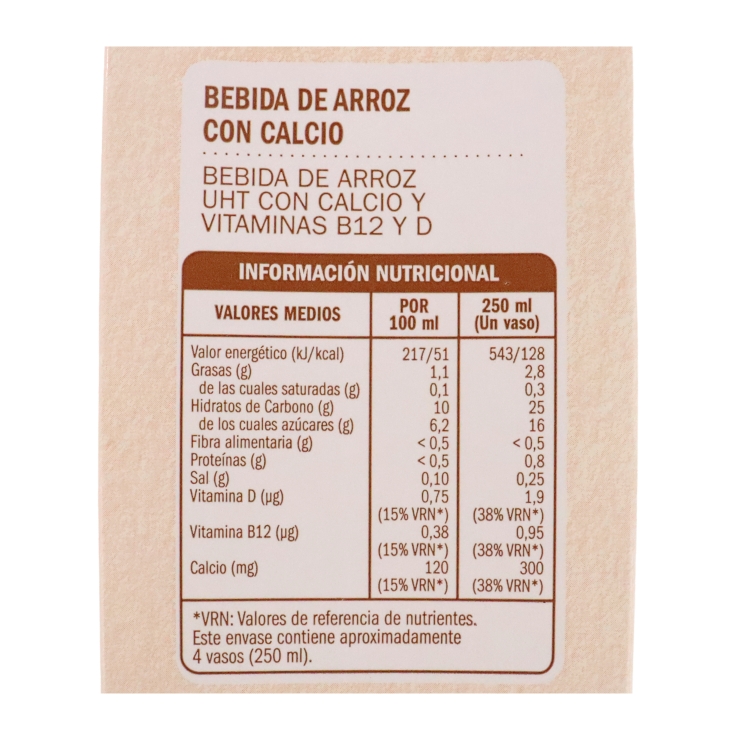 BEBIDA DE ARROZ
CON CALCIO
BEBIDA DE ARROZ
UHT CON CALCIO Y
VITAMINAS B12 Y D
INFORMACIÓN NUTRICIONAL
VALORES MEDIOS POR 100 ml 250 ml (Un vaso)
Valor energético (kJ/kcal) 217/51 543/128
Grasas (g) 1,1 2,8
de las cuales saturadas (g) 0,1 0,3
Hidratos de Carbono (g) 10 25
de los cuales azúcares (g) 6,2 16
Fibra alimentaria (g) < 0,5 < 0,5
Proteínas (g) < 0,5 0,8
Sal (g) 0,10 0,25
Vitamina D (µg) 0,75 1,9
(15% VRN*) (38% VRN*)
Vitamina B12 (µg) 0,38 0,95
(15% VRN*) (38% VRN*)
Calcio (mg) 120 300
(15% VRN*) (38% VRN*)
*VRN: Valores de referencia de nutrientes.
Este envase contiene aproximadamente
4 vasos (250 ml).